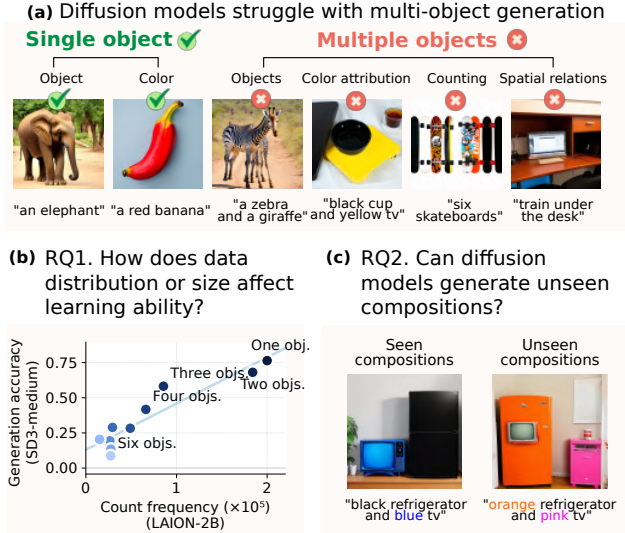 (a) Diffusion models struggle with multi-object generation
Single object
Multiple objects
Object
Color
Objects
Color attribution
Counting
Spatial relations
"an elephant"
"a red banana"
"a zebra
and a giraffe"
"black cup
and yellow tv"
"six
skateboards"
"train under
the desk"
(b) RQ1. How does data
distribution or size affect
learning ability?
Generation accuracy
(SD3-medium)
0.75
0.50
0.25
0.00
One obj.
Two objs.
Three objs.
Four objs.
Six objs.
0
1
2
Count frequency (×10⁵)
(LAION-2B)
(c) RQ2. Can diffusion
models generate unseen
compositions?
Seen
compositions
Unseen
compositions
"black refrigerator
and blue tv"
"orange refrigerator
and pink tv"